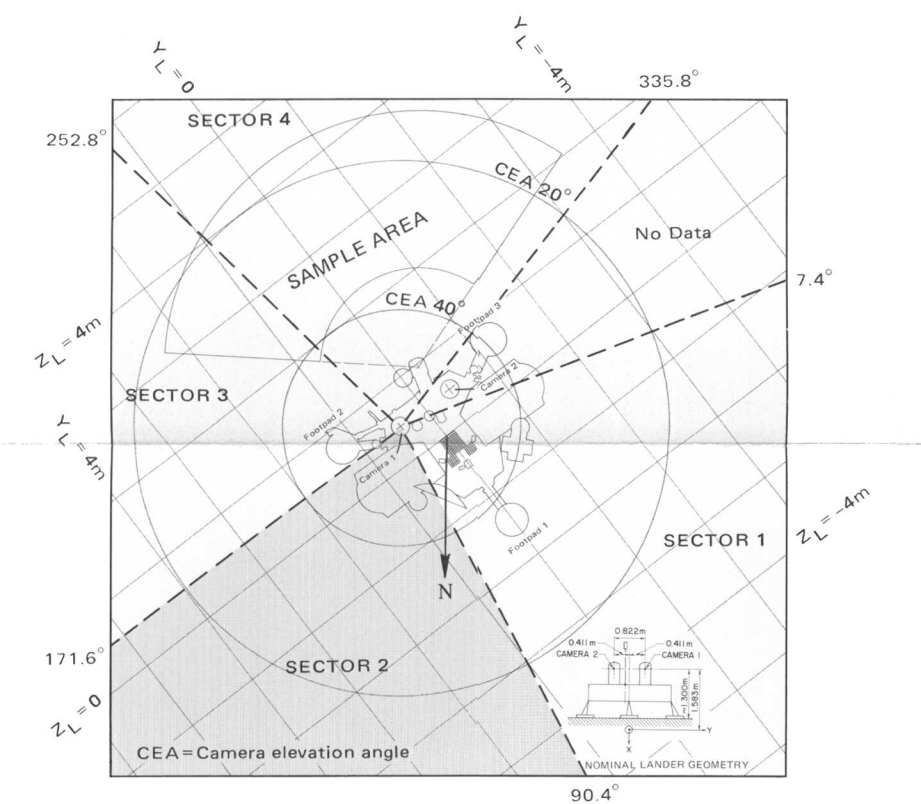 Y_L = 0
Y_L = -4m
335.8°
SECTOR 4
252.8°
CEA 20°
No Data
SAMPLE AREA
7.4°
CEA 40°
Footpad 3
Z_L = 4m
Camera 2
SECTOR 3
Footpad 2
Y_L = 4m
Camera 1
Z_L = -4m
Footpad 1
SECTOR 1
N
0.822m
0.411m
0.411m
CAMERA 2
CAMERA 1
171.6°
SECTOR 2
≈1.300m
1.583m
Z_L = 0
Y
X
CEA = Camera elevation angle
NOMINAL LANDER GEOMETRY
90.4°